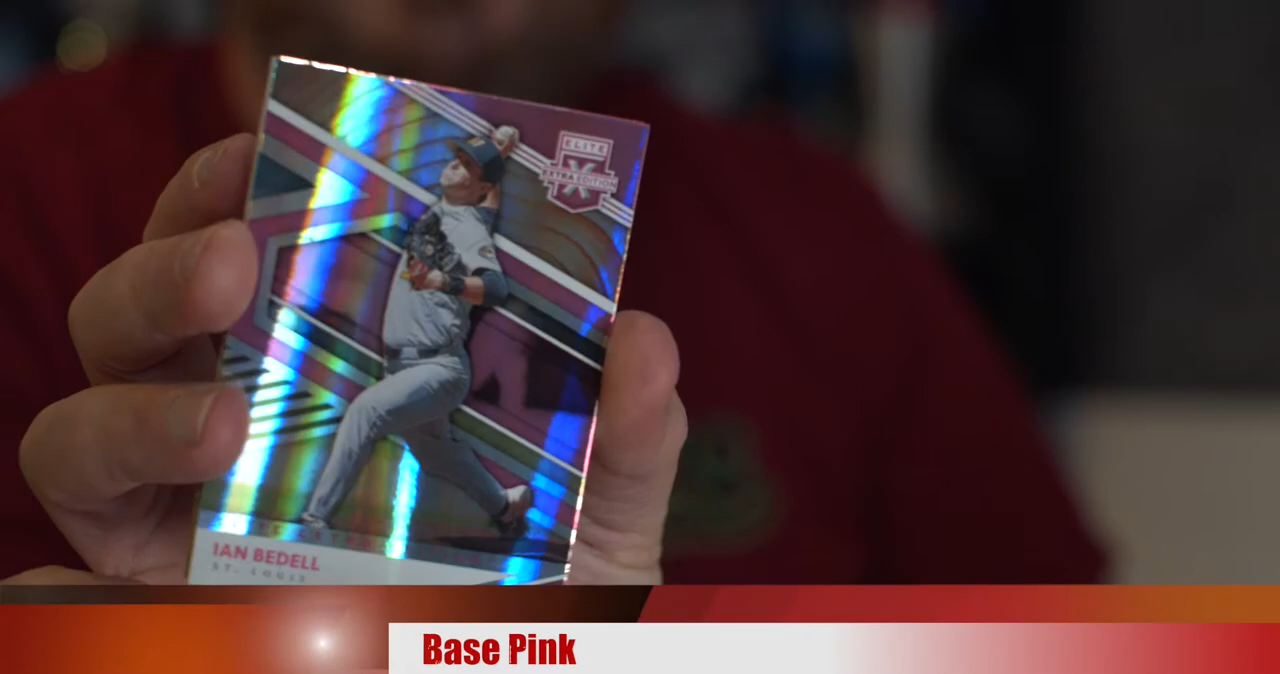 ELITE
EXTRA EDITION
X
IAN BEDELL
ST. LOUIS
Base Pink